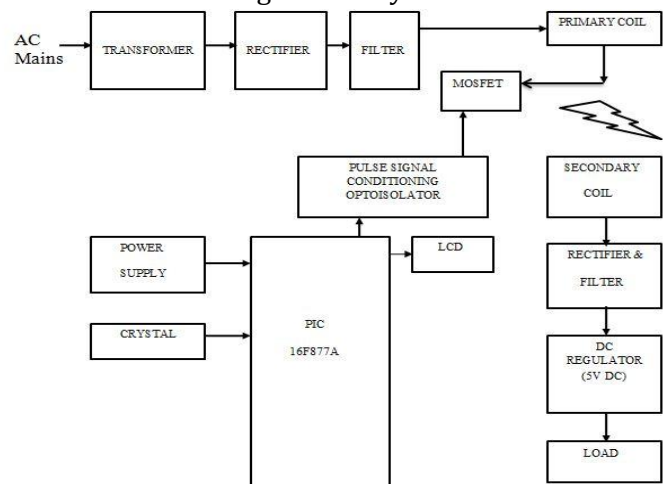 PRIMARY COIL
AC
Mains
TRANSFORMER
RECTIFIER
FILTER
MOSFET
PULSE SIGNAL
CONDITIONING
OPTOISOLATOR
SECONDARY
COIL
POWER
SUPPLY
LCD
RECTIFIER &
FILTER
CRYSTAL
PIC
16F877A
DC
REGULATOR
(5V DC)
LOAD